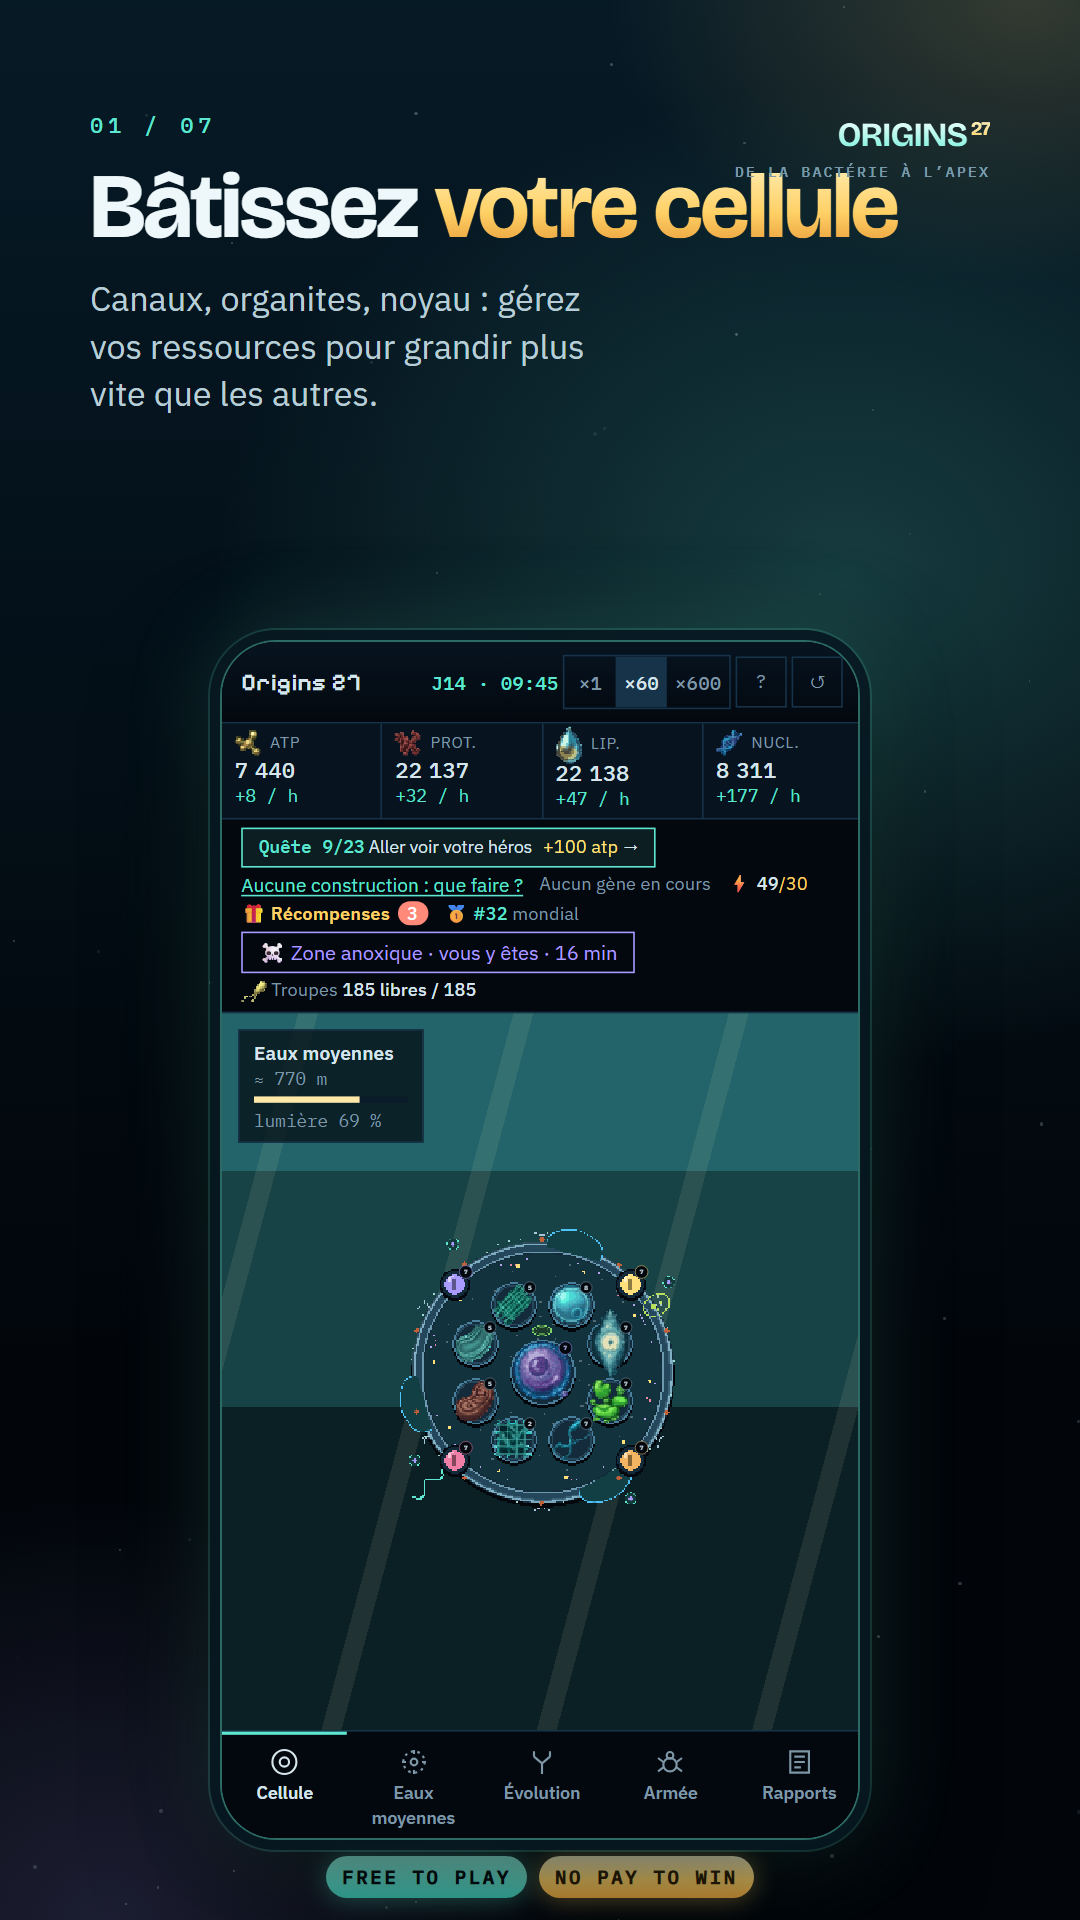 01 / 07
ORIGINS 27
DE LA BACTÉRIE À L’APEX
Bâtissez votre cellule
Canaux, organites, noyau : gérez
vos ressources pour grandir plus
vite que les autres.
Origins 27
J14 · 09:45
×1 ×60 ×600 ? ↺
ATP
7 440
+8 / h
PROT.
22 137
+32 / h
LIP.
22 138
+47 / h
NUCL.
8 311
+177 / h
Quête 9/23 Aller voir votre héros +100 atp →
Aucune construction : que faire ? Aucun gène en cours 49/30
Récompenses 3 #32 mondial
Zone anoxique · vous y êtes · 16 min
Troupes 185 libres / 185
Eaux moyennes
≈ 770 m
lumière 69 %
Cellule
Eaux moyennes
Évolution
Armée
Rapports
FREE TO PLAY
NO PAY TO WIN